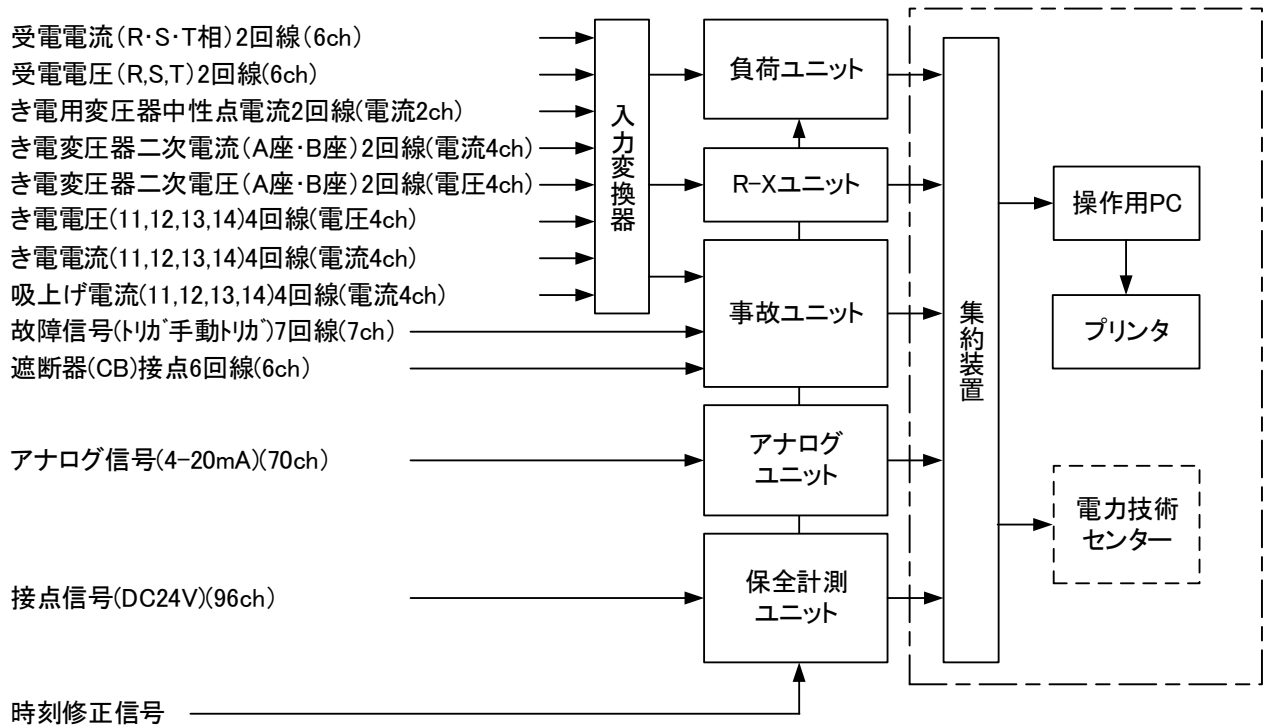 受電電流(R・S・T相)2回線(6ch)
受電電圧(R,S,T)2回線(6ch)
き電用変圧器中性点電流2回線(電流2ch)
き電変圧器二次電流(A座・B座)2回線(電流4ch)
き電変圧器二次電圧(A座・B座)2回線(電圧4ch)
き電電圧(11,12,13,14)4回線(電圧4ch)
き電電流(11,12,13,14)4回線(電流4ch)
吸上げ電流(11,12,13,14)4回線(電流4ch)
故障信号(ﾄﾘｶﾞ手動ﾄﾘｶﾞ)7回線(7ch)
遮断器(CB)接点6回線(6ch)
アナログ信号(4-20mA)(70ch)
接点信号(DC24V)(96ch)
時刻修正信号
入力変換器
負荷ユニット
R-Xユニット
事故ユニット
アナログ
ユニット
保全計測
ユニット
集約装置
操作用PC
プリンタ
電力技術
センター